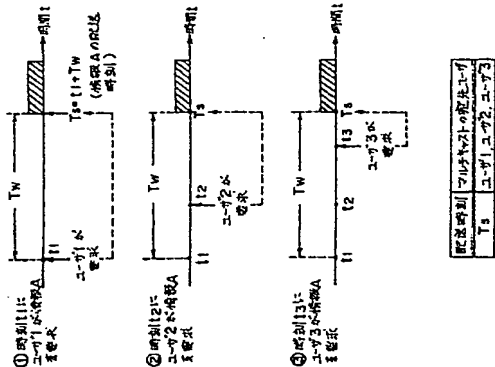 ① 時刻t1に
ユーザ1が情報A
を要求
Tw
時間t
t1
ユーザ1が
要求
Ts=t1+Tw
(情報Aの配送
時刻)
② 時刻t2に
ユーザ2が情報A
を要求
Tw
時間t
t1
t2
Ts
ユーザ2が
要求
③ 時刻t3に
ユーザ3が情報A
を要求
Tw
時間t
t1
t2
t3
Ts
ユーザ3が
要求
配送時刻 マルチキャストの宛先ユーザ
Ts ユーザ1, ユーザ2, ユーザ3